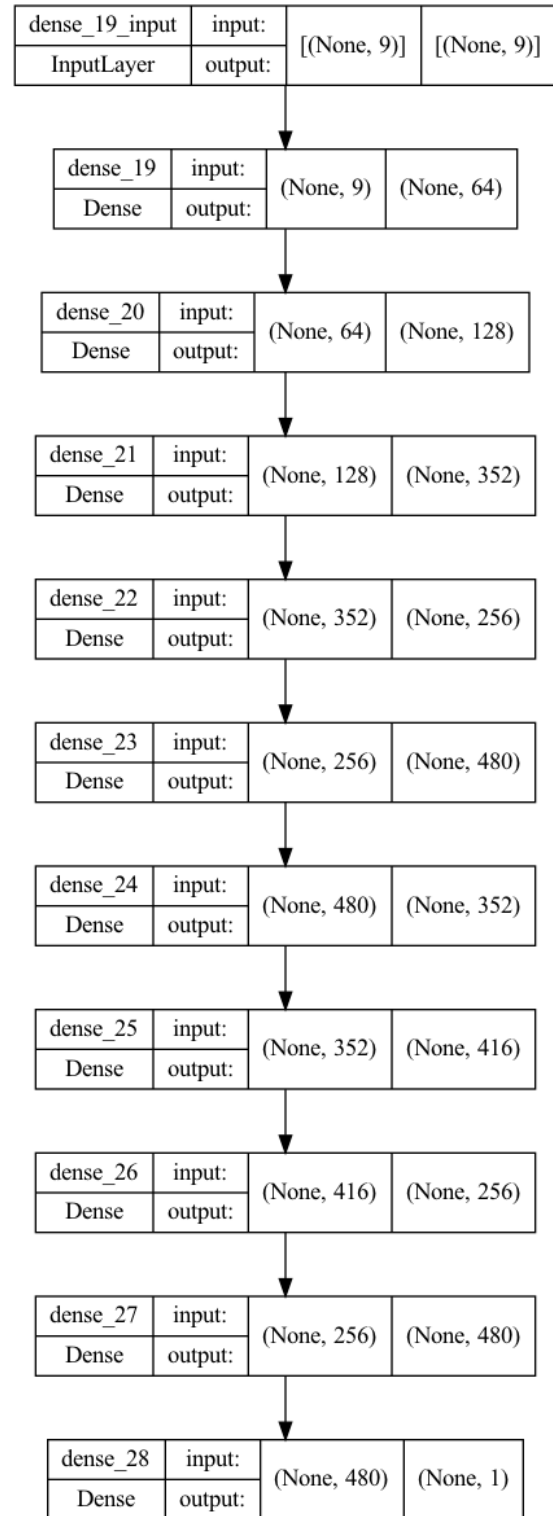 dense_19_input input: [(None, 9)] [(None, 9)]
InputLayer output:
dense_19 input: (None, 9) (None, 64)
Dense output:
dense_20 input: (None, 64) (None, 128)
Dense output:
dense_21 input: (None, 128) (None, 352)
Dense output:
dense_22 input: (None, 352) (None, 256)
Dense output:
dense_23 input: (None, 256) (None, 480)
Dense output:
dense_24 input: (None, 480) (None, 352)
Dense output:
dense_25 input: (None, 352) (None, 416)
Dense output:
dense_26 input: (None, 416) (None, 256)
Dense output:
dense_27 input: (None, 256) (None, 480)
Dense output:
dense_28 input: (None, 480) (None, 1)
Dense output: